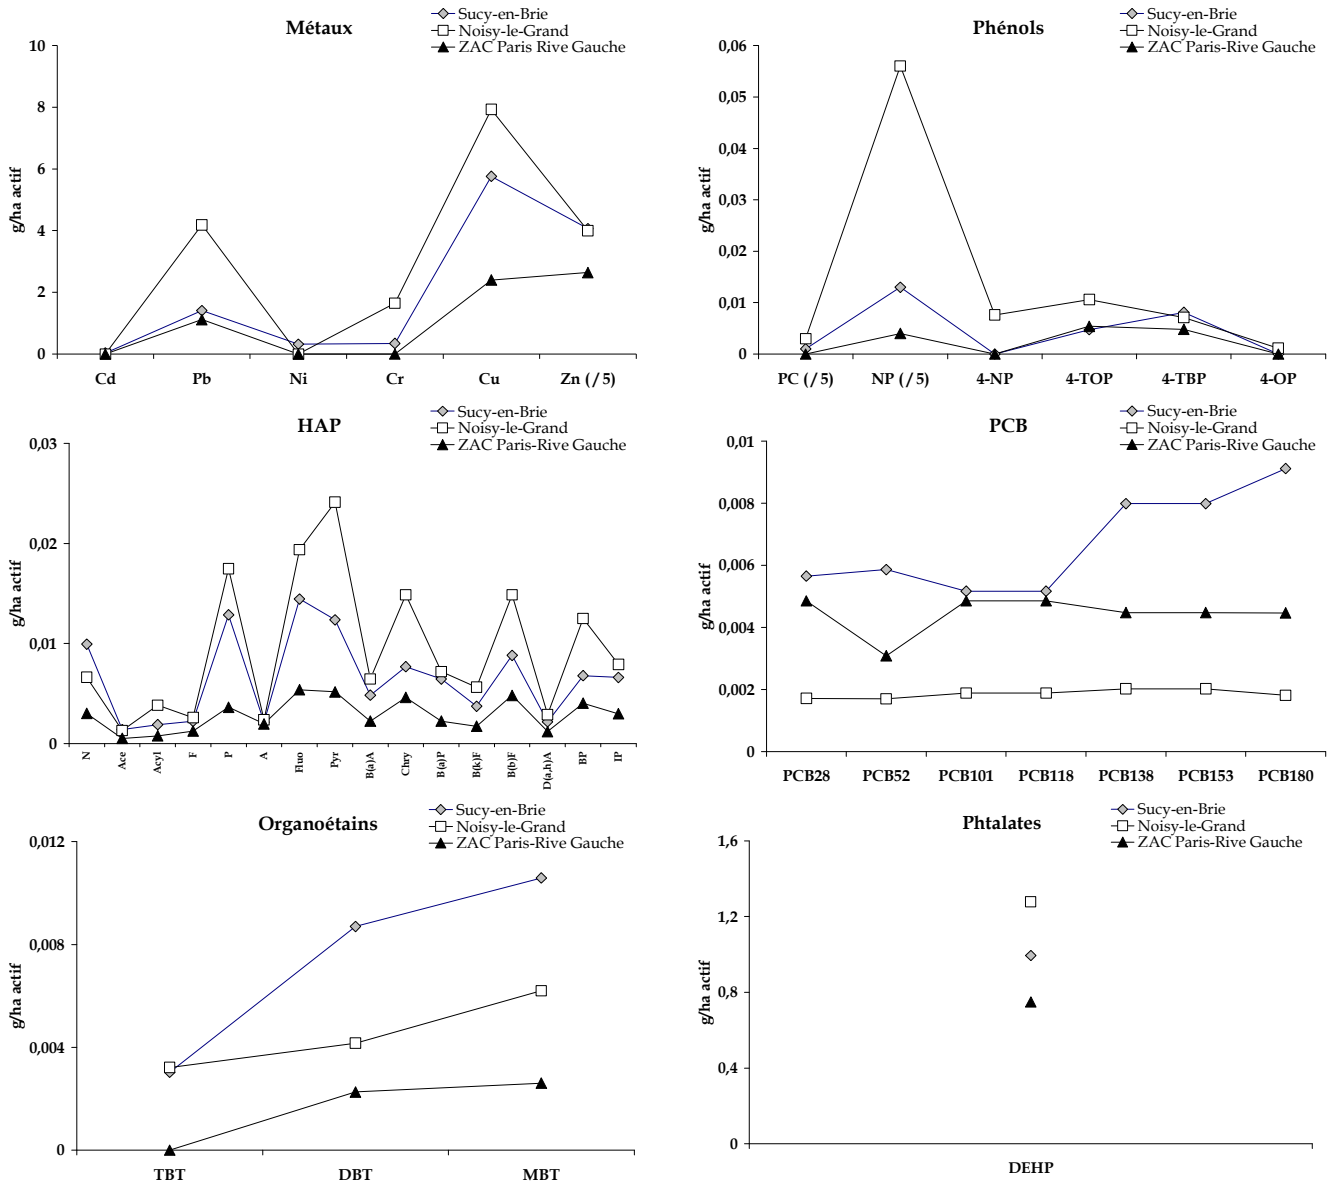 Métaux
Sucy-en-Brie
Noisy-le-Grand
ZAC Paris Rive Gauche
g/ha actif
10
8
6
4
2
0
Cd Pb Ni Cr Cu Zn (/5)
Phénols
Sucy-en-Brie
Noisy-le-Grand
ZAC Paris-Rive Gauche
g/ha actif
0,06
0,05
0,04
0,03
0,02
0,01
0
PC (/5) NP (/5) 4-NP 4-TOP 4-TBP 4-OP
HAP
Sucy-en-Brie
Noisy-le-Grand
ZAC Paris-Rive Gauche
g/ha actif
0,03
0,02
0,01
0
N Ace Acyl F P A Fluo Pyr B(a)A Chry B(a)P B(k)F B(b)F D(a,h)A BP IP
PCB
Sucy-en-Brie
Noisy-le-Grand
ZAC Paris-Rive Gauche
g/ha actif
0,01
0,008
0,006
0,004
0,002
0
PCB28 PCB52 PCB101 PCB118 PCB138 PCB153 PCB180
Organoétains
Sucy-en-Brie
Noisy-le-Grand
ZAC Paris-Rive Gauche
g/ha actif
0,012
0,008
0,004
0
TBT DBT MBT
Phtalates
Sucy-en-Brie
Noisy-le-Grand
ZAC Paris-Rive Gauche
g/ha actif
1,6
1,2
0,8
0,4
0
DEHP